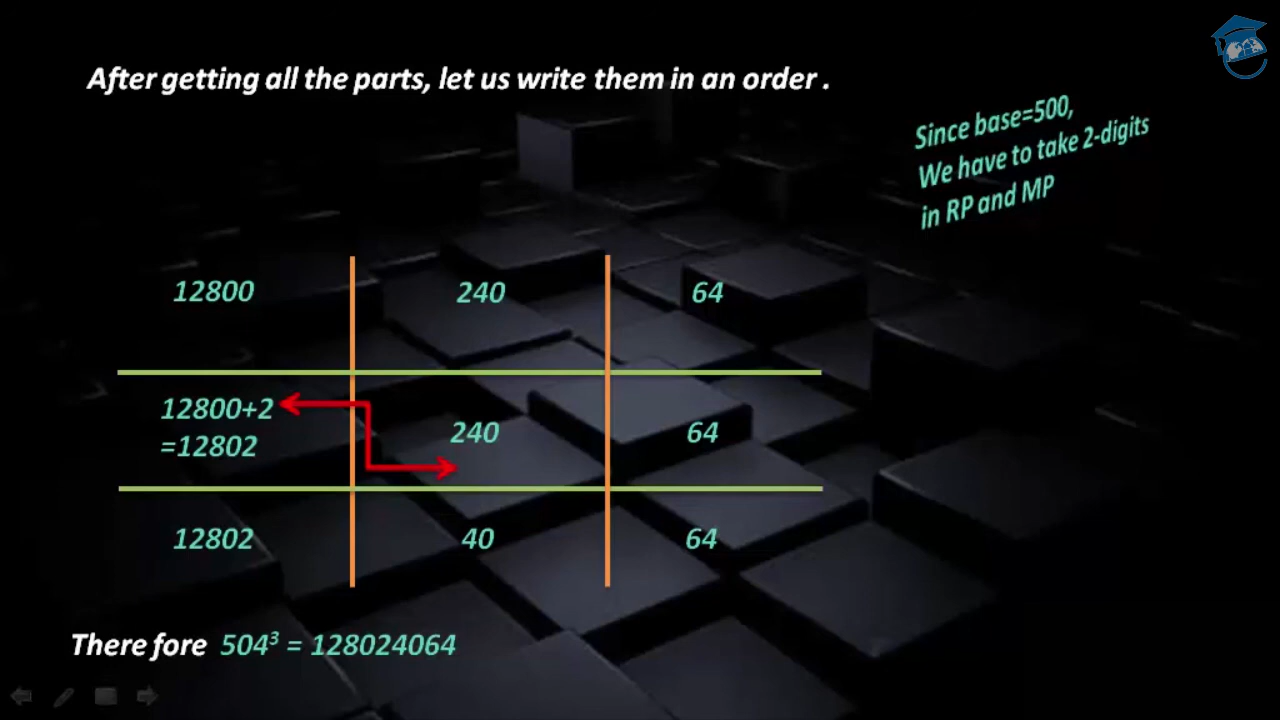 After getting all the parts, let us write them in an order .
Since base=500,
We have to take 2-digits
in RP and MP
12800 240 64
12800+2
=12802 240 64
12802 40 64
There fore 504³ = 128024064